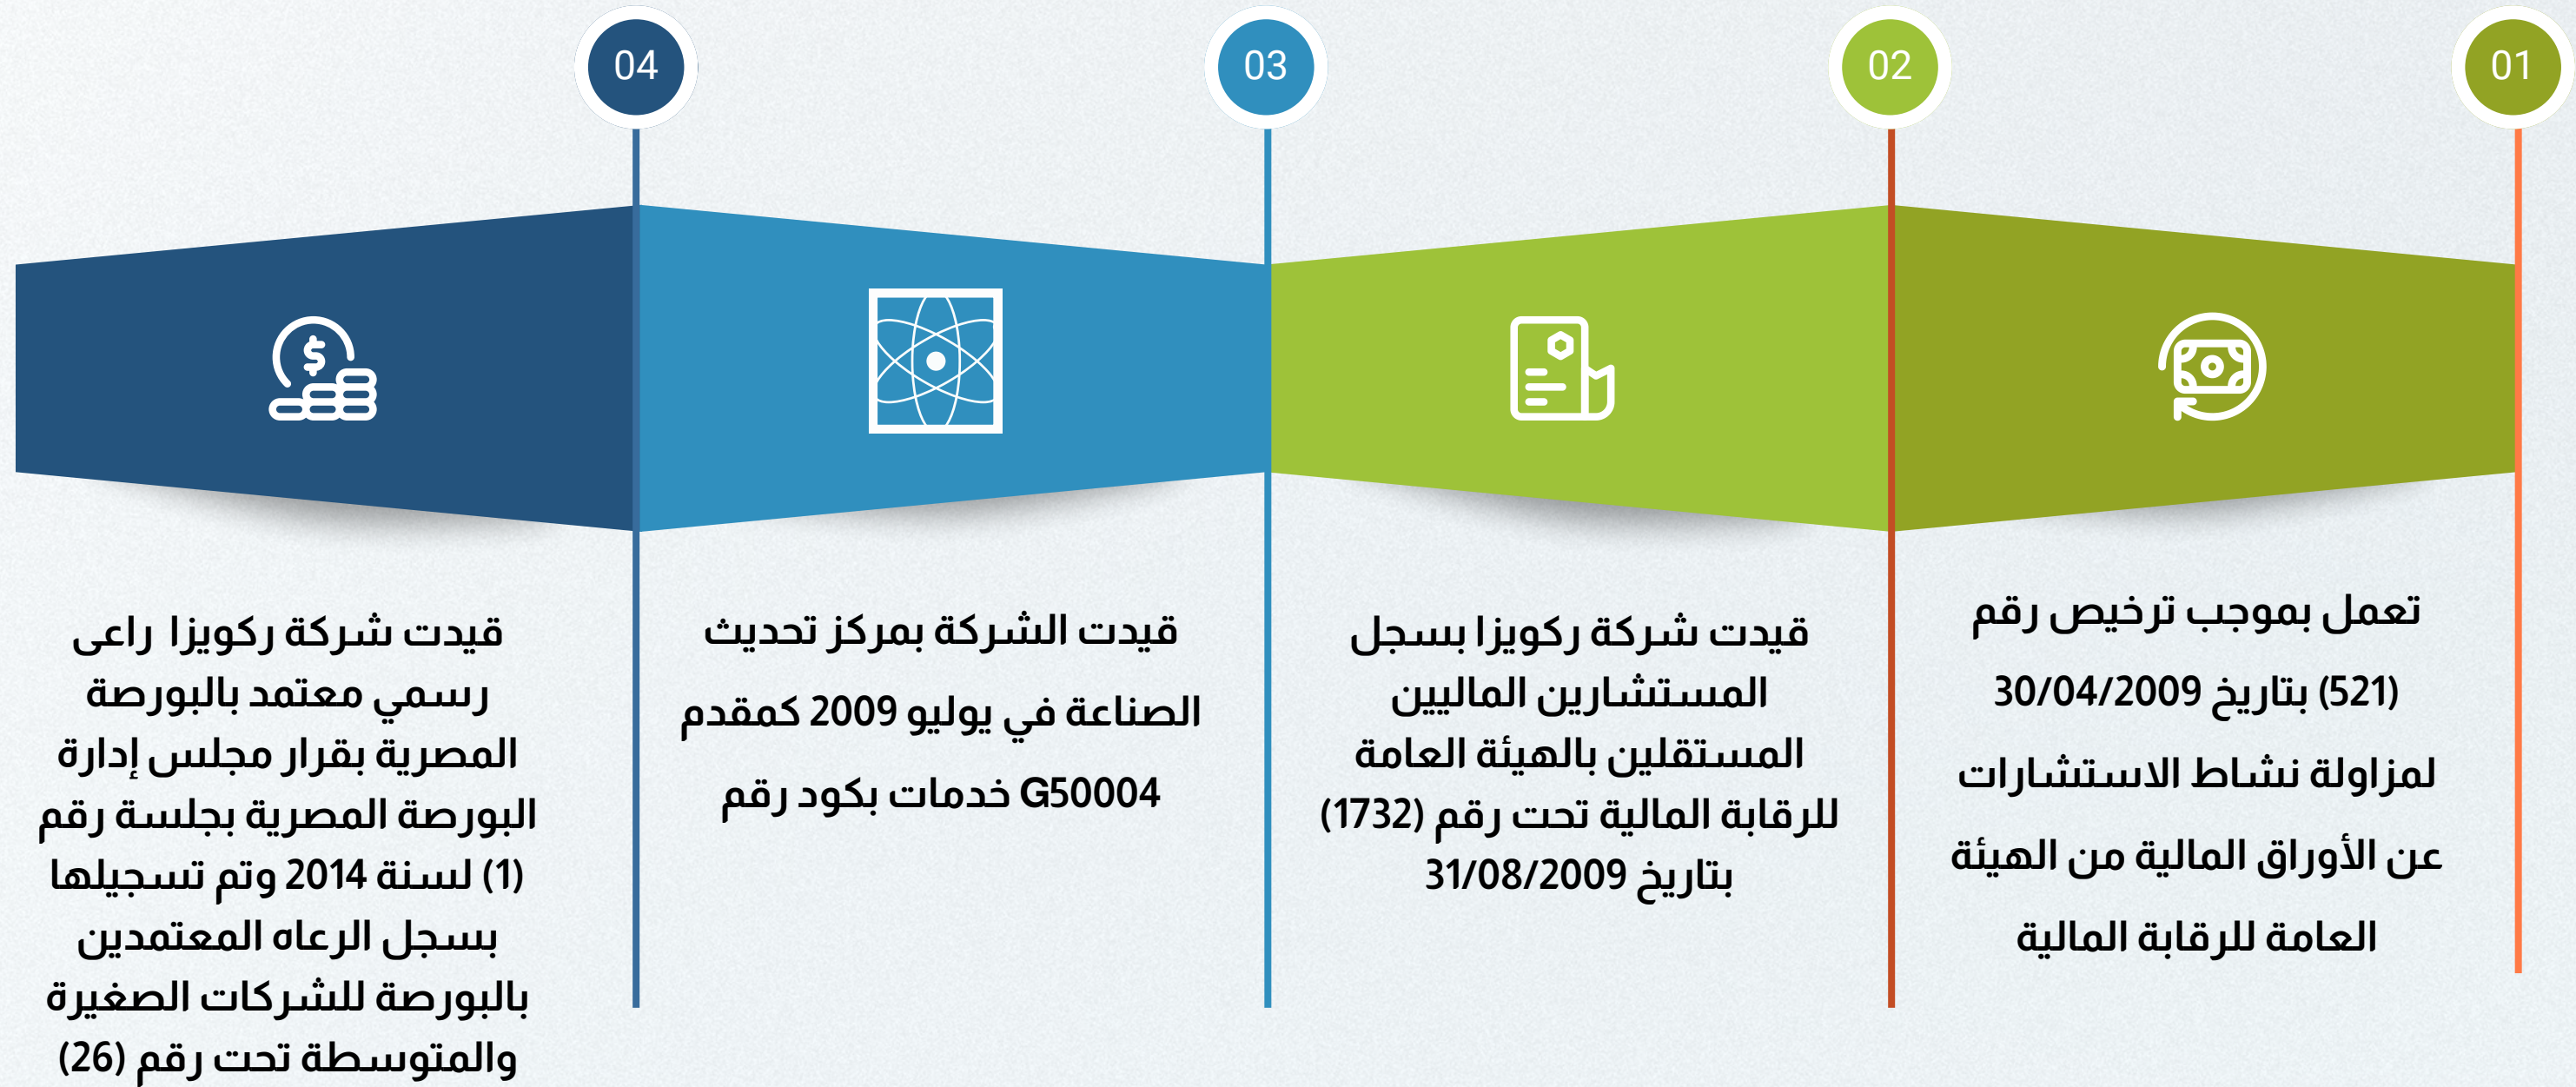 01
تعمل بموجب ترخيص رقم
(521) بتاريخ 30/04/2009
لمزاولة نشاط الاستشارات
عن الأوراق المالية من الهيئة
العامة للرقابة المالية
02
قيدت شركة ركويزا بسجل
المستشارين الماليين
المستقلين بالهيئة العامة
للرقابة المالية تحت رقم (1732)
بتاريخ 31/08/2009
03
قيدت الشركة بمركز تحديث
الصناعة في يوليو 2009 كمقدم
خدمات بكود رقم G50004
04
قيدت شركة ركويزا راعى
رسمي معتمد بالبورصة
المصرية بقرار مجلس إدارة
البورصة المصرية بجلسة رقم
(1) لسنة 2014 وتم تسجيلها
بسجل الرعاه المعتمدين
بالبورصة للشركات الصغيرة
والمتوسطة تحت رقم (26)